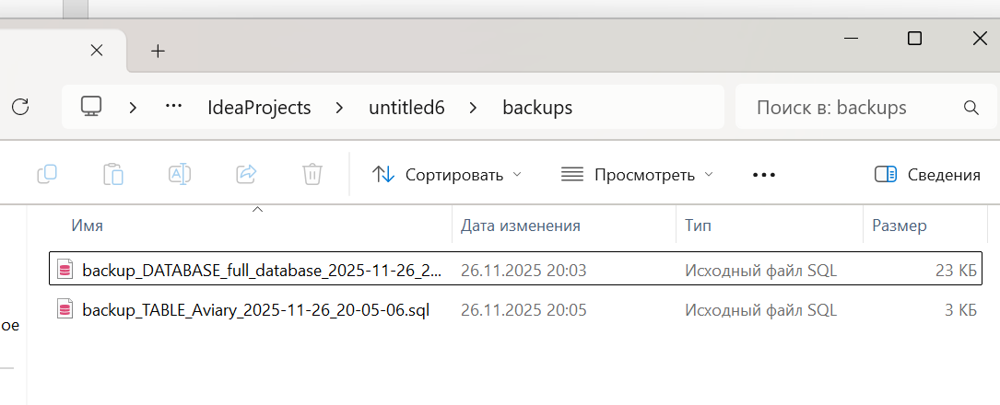 IdeaProjects untitled6 backups Поиск в: backups
Сортировать Просмотреть Сведения
Имя Дата изменения Тип Размер
backup_DATABASE_full_database_2025-11-26_2... 26.11.2025 20:03 Исходный файл SQL 23 КБ
backup_TABLE_Aviary_2025-11-26_20-05-06.sql 26.11.2025 20:05 Исходный файл SQL 3 КБ
ое